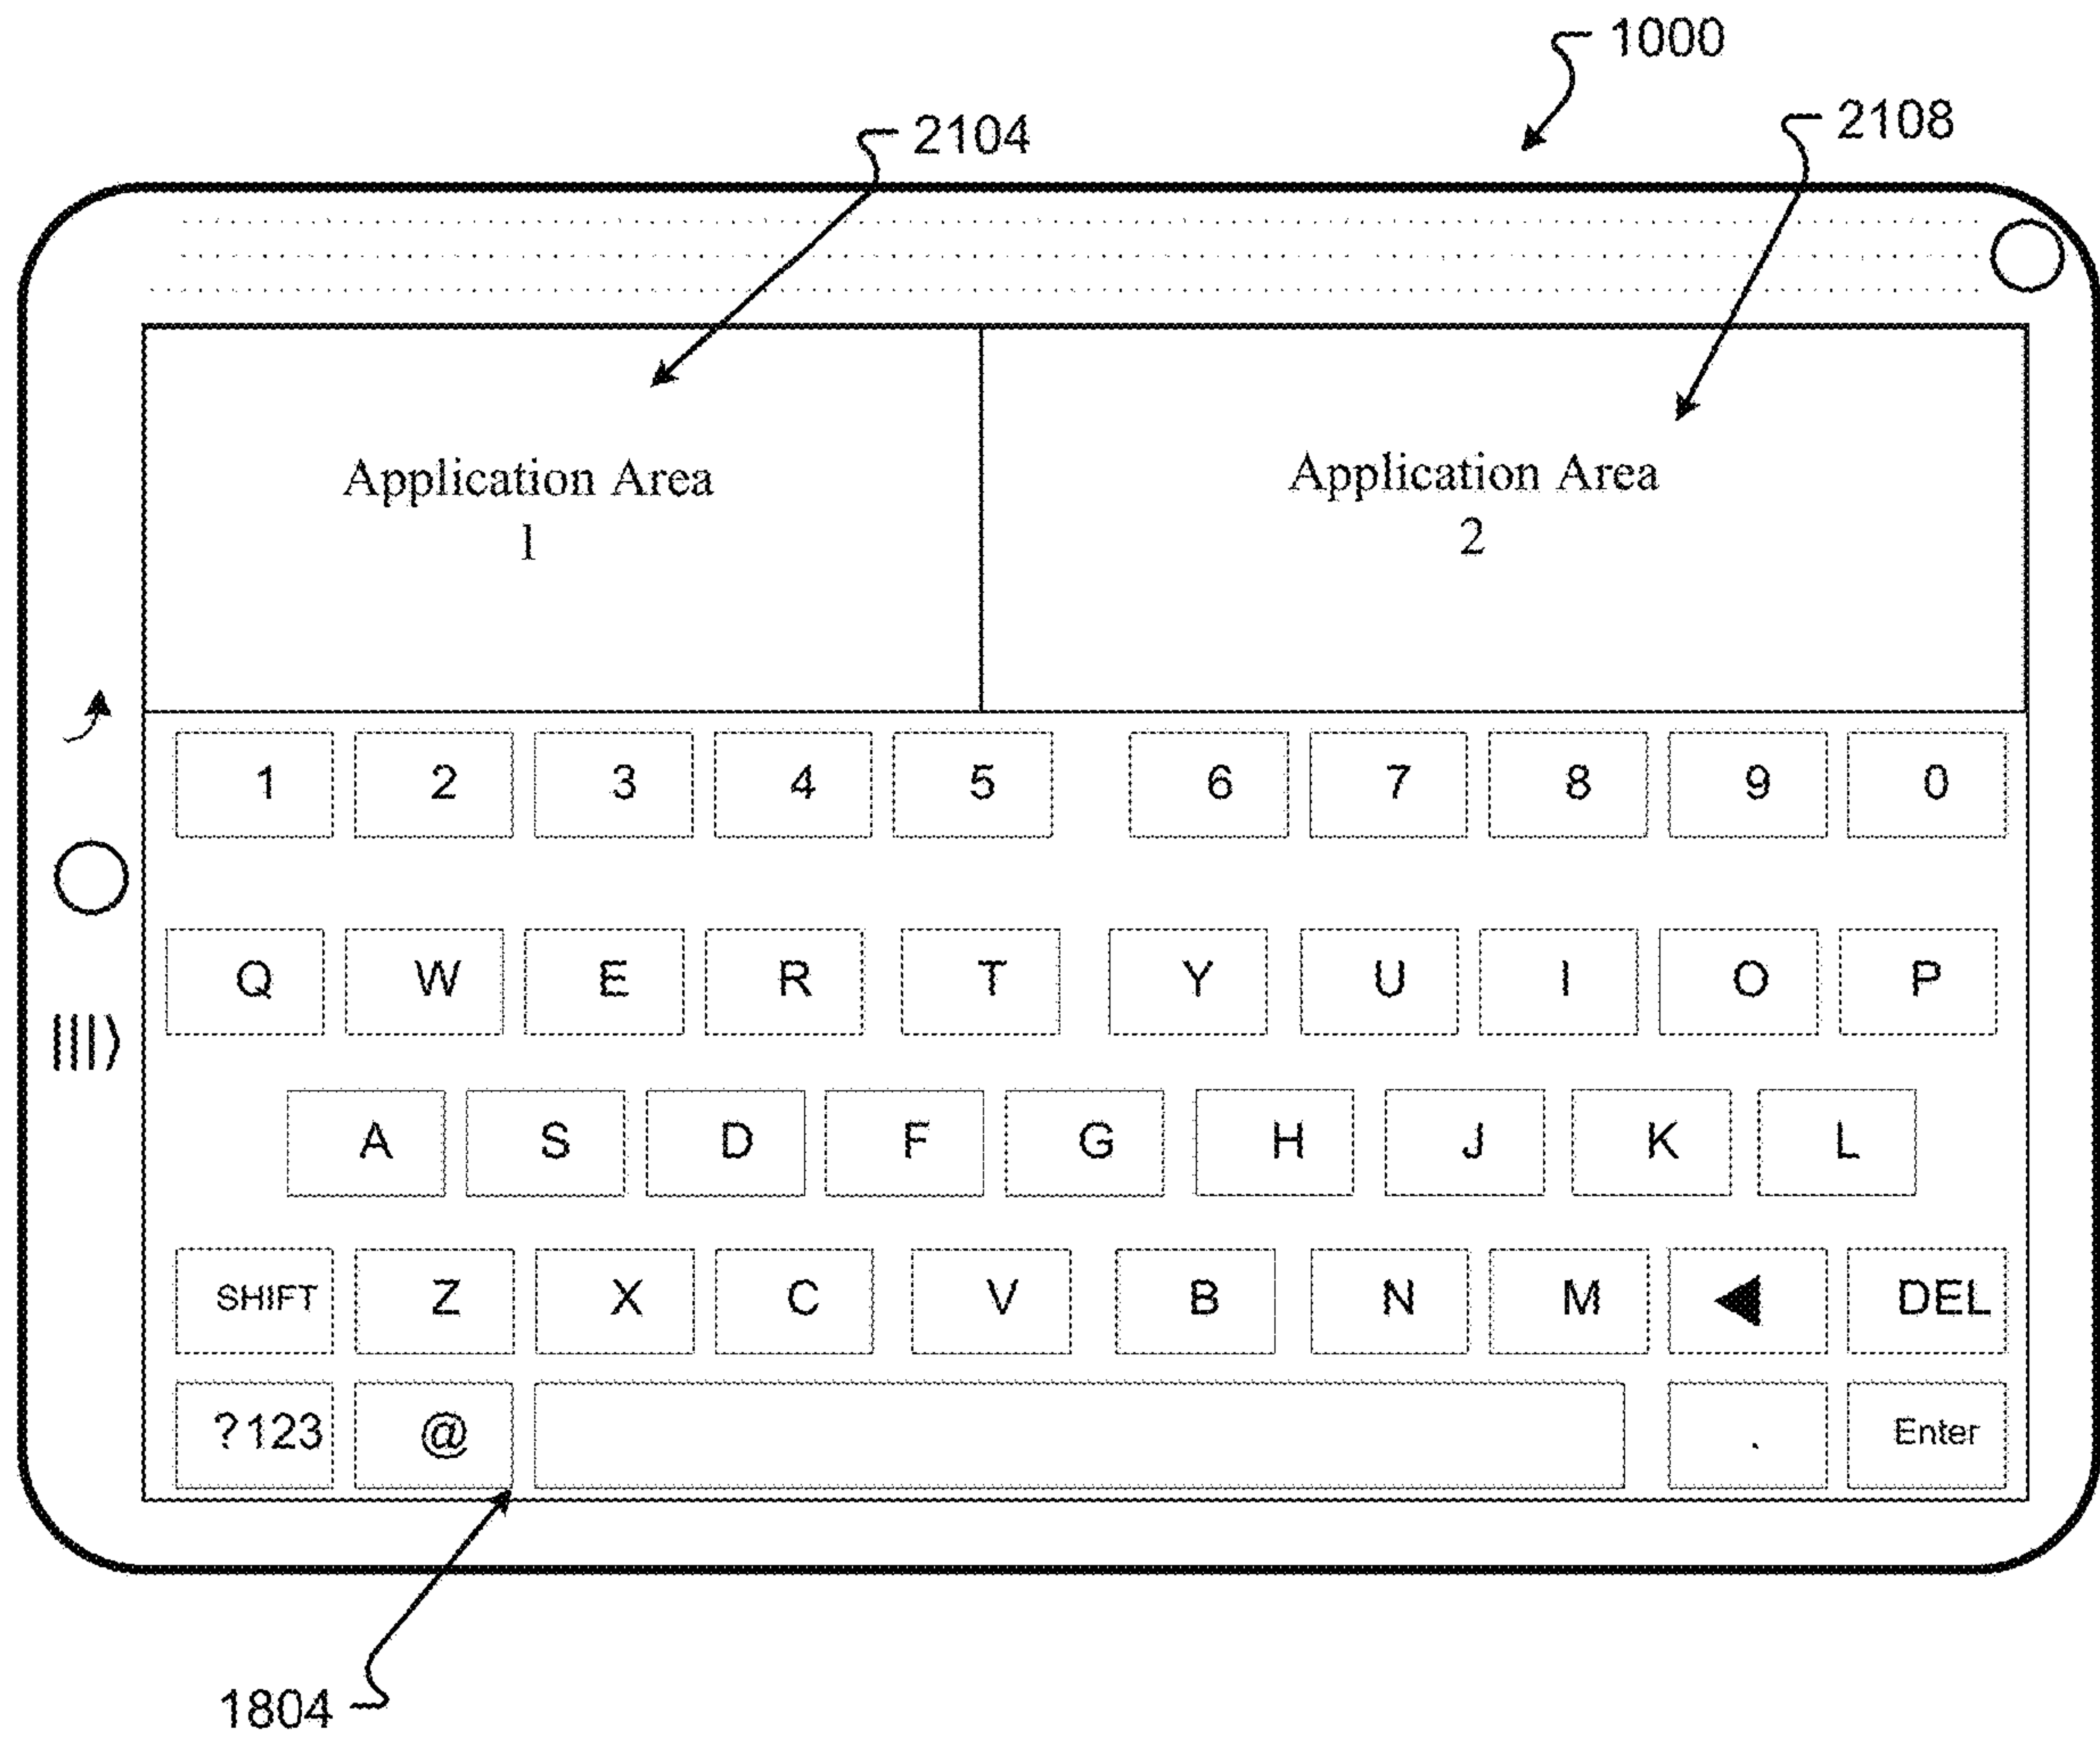 1000
2104
2108
Application Area
1
Application Area
2
1 2 3 4 5 6 7 8 9 0
Q W E R T Y U I O P
A S D F G H J K L
SHIFT Z X C V B N M ◀ DEL
?123 @ . Enter
1804